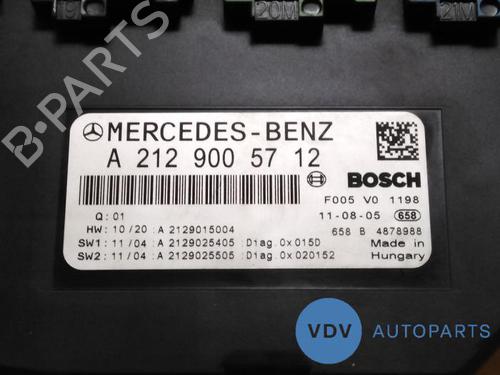 19
20M
21M
MERCEDES-BENZ
A 212 900 57 12
BOSCH
F005 V0 1198
Q: 01
11-08-05 658
HW: 10/20 :A 2129015004
658 B 4878988
SW1: 11/04 :A 2129025405 :Diag.0x015D
Made in
SW2: 11/04 :A 2129025505 :Diag.0x020152
Hungary
B-Parts
VDV AUTOPARTS